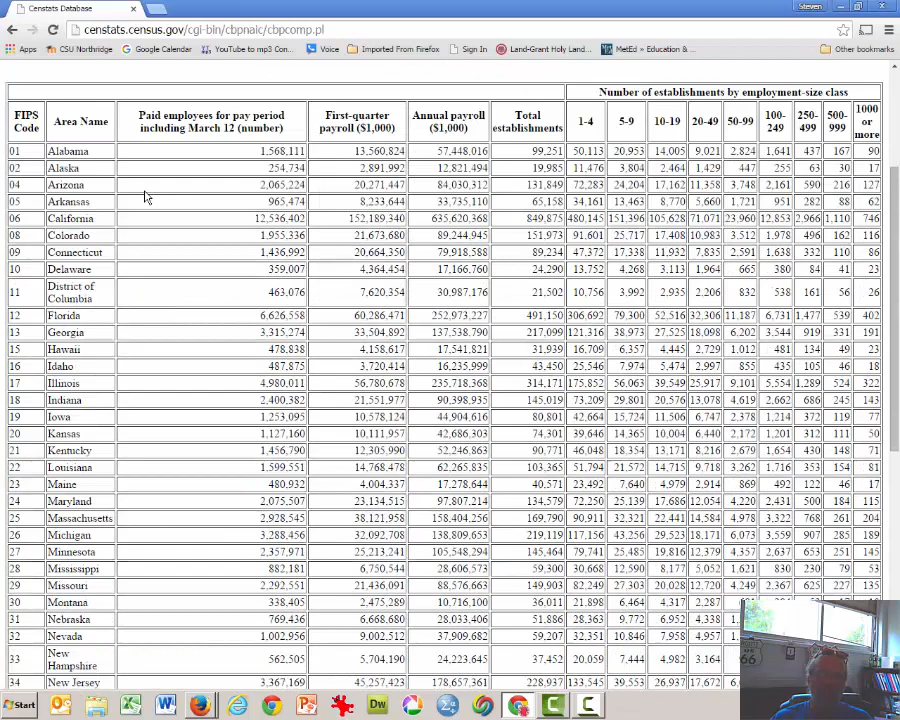 Censtats Database
Steven
censtats.census.gov/cgi-bin/cbpnaic/cbpcomp.pl
Apps CSU Northridge Google Calendar YouTube to mp3 Con... Voice Imported From Firefox Sign In Land-Grant Holy Land... MetEd » Education &... Other bookmarks
Number of establishments by employment-size class
FIPS Code Area Name Paid employees for pay period including March 12 (number) First-quarter payroll ($1,000) Annual payroll ($1,000) Total establishments 1-4 5-9 10-19 20-49 50-99 100-249 250-499 500-999 1000 or more
01 Alabama 1,568,111 13,560,824 57,448,016 99,251 50,113 20,953 14,005 9,021 2,824 1,641 437 167 90
02 Alaska 254,734 2,891,992 12,821,494 19,985 11,476 3,804 2,464 1,429 447 255 63 30 17
04 Arizona 2,065,224 20,271,447 84,030,312 131,849 72,283 24,204 17,162 11,358 3,748 2,161 590 216 127
05 Arkansas 965,474 8,233,644 33,735,110 65,158 34,161 13,463 8,770 5,660 1,721 951 282 88 62
06 California 12,536,402 152,189,340 635,620,368 849,875 480,145 151,396 105,628 71,071 23,960 12,853 2,966 1,110 746
08 Colorado 1,955,336 21,673,680 89,244,945 151,973 91,601 25,717 17,408 10,983 3,512 1,978 496 162 116
09 Connecticut 1,436,992 20,664,350 79,918,588 89,234 47,372 17,338 11,932 7,835 2,591 1,638 332 110 86
10 Delaware 359,007 4,364,454 17,166,760 24,290 13,752 4,268 3,113 1,964 665 380 84 41 23
11 District of Columbia 463,076 7,620,354 30,987,176 21,502 10,756 3,992 2,935 2,206 832 538 161 56 26
12 Florida 6,626,558 60,286,471 252,973,227 491,150 306,692 79,300 52,516 32,306 11,187 6,731 1,477 539 402
13 Georgia 3,315,274 33,504,892 137,538,790 217,099 121,316 38,973 27,525 18,098 6,202 3,544 919 331 191
15 Hawaii 478,838 4,158,617 17,541,821 31,939 16,709 6,357 4,445 2,729 1,012 481 134 49 23
16 Idaho 487,875 3,720,414 16,235,999 43,450 25,546 7,974 5,474 2,997 855 435 105 46 18
17 Illinois 4,980,011 56,780,678 235,718,368 314,171 175,852 56,063 39,549 25,917 9,101 5,554 1,289 524 322
18 Indiana 2,400,382 21,551,977 90,398,935 145,019 73,209 29,801 20,576 13,078 4,619 2,662 686 245 143
19 Iowa 1,253,095 10,578,124 44,904,616 80,801 42,664 15,724 11,506 6,747 2,378 1,214 372 119 77
20 Kansas 1,127,160 10,111,957 42,686,303 74,301 39,646 14,365 10,004 6,440 2,172 1,201 312 111 50
21 Kentucky 1,456,790 12,305,990 52,246,863 90,771 46,048 18,354 13,171 8,216 2,679 1,654 430 148 71
22 Louisiana 1,599,551 14,768,478 62,265,835 103,365 51,794 21,572 14,715 9,718 3,262 1,716 353 154 81
23 Maine 480,932 4,004,337 17,278,644 40,571 23,492 7,640 4,979 2,914 869 492 122 46 17
24 Maryland 2,075,507 23,134,515 97,807,214 134,579 72,250 25,139 17,686 12,054 4,220 2,431 500 184 115
25 Massachusetts 2,928,545 38,121,958 158,404,256 169,790 90,911 32,321 22,441 14,584 4,978 3,322 768 261 204
26 Michigan 3,288,456 32,092,708 138,809,653 219,119 117,156 43,256 29,523 18,171 6,073 3,559 907 285 189
27 Minnesota 2,357,971 25,213,241 105,548,294 145,464 79,741 25,485 19,816 12,379 4,357 2,637 653 251 145
28 Mississippi 882,181 6,750,544 28,606,573 59,300 30,668 12,590 8,177 5,052 1,621 830 230 79 53
29 Missouri 2,292,551 21,436,091 88,576,663 149,903 82,249 27,303 20,028 12,720 4,249 2,367 625 227 135
30 Montana 338,405 2,475,289 10,716,100 36,011 21,898 6,464 4,317 2,287
31 Nebraska 769,436 6,668,680 28,033,406 51,886 28,363 9,772 6,952 4,338
32 Nevada 1,002,956 9,002,512 37,909,682 59,207 32,351 10,846 7,958 4,957
33 New Hampshire 562,505 5,704,190 24,223,645 37,452 20,059 7,444 4,982 3,164
34 New Jersey 3,367,169 45,257,423 178,657,361 228,937 133,545 39,553 26,937 17,672
66
Start Dw